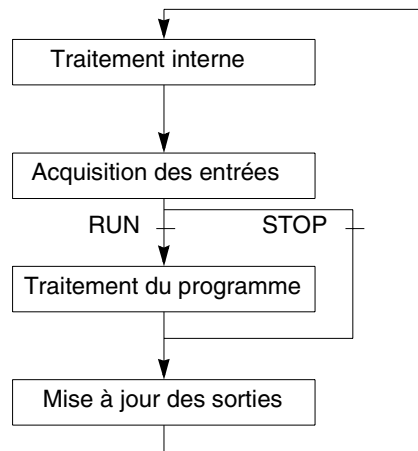 Traitement interne
Acquisition des entrées
RUN STOP
Traitement du programme
Mise à jour des sorties